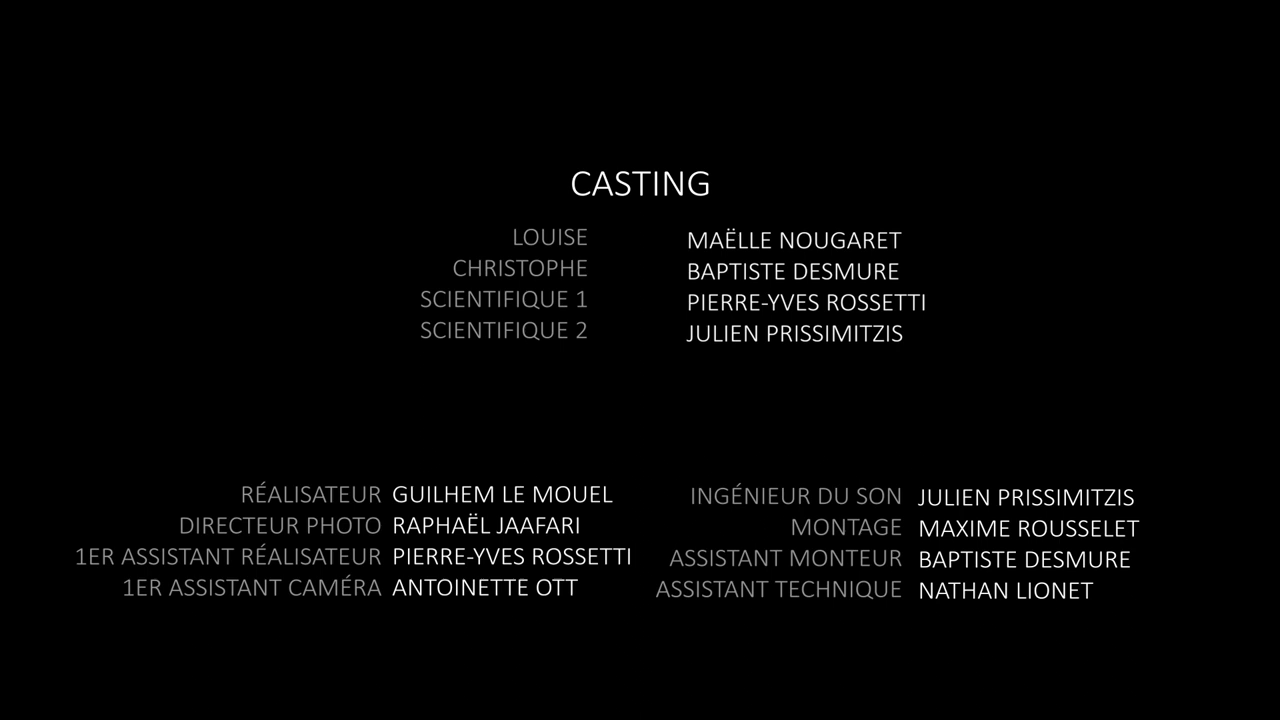 CASTING
LOUISE MAËLLE NOUGARET
CHRISTOPHE BAPTISTE DESMURE
SCIENTIFIQUE 1 PIERRE-YVES ROSSETTI
SCIENTIFIQUE 2 JULIEN PRISSIMITZIS
RÉALISATEUR GUILHEM LE MOUEL
DIRECTEUR PHOTO RAPHAËL JAAFARI
1ER ASSISTANT RÉALISATEUR PIERRE-YVES ROSSETTI
1ER ASSISTANT CAMÉRA ANTOINETTE OTT
INGÉNIEUR DU SON JULIEN PRISSIMITZIS
MONTAGE MAXIME ROUSSELET
ASSISTANT MONTEUR BAPTISTE DESMURE
ASSISTANT TECHNIQUE NATHAN LIONET